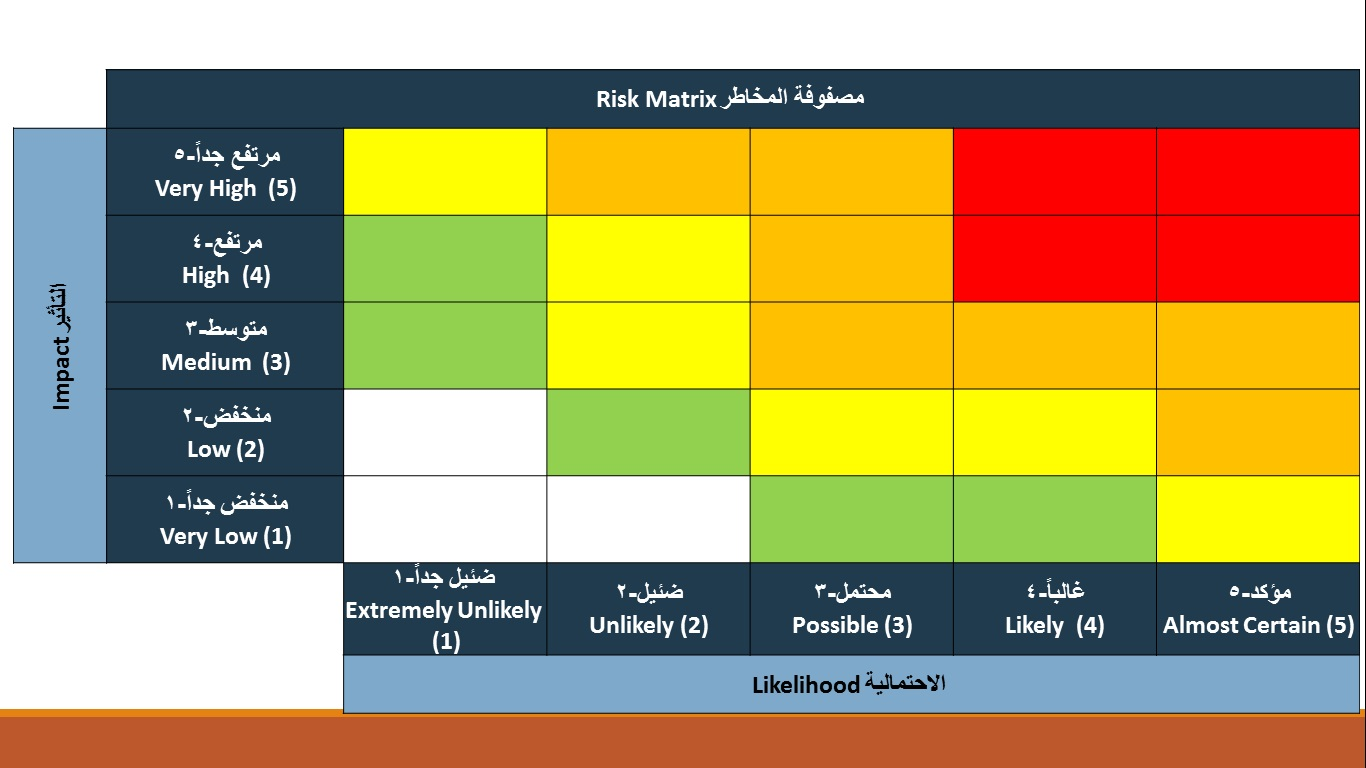 مصفوفة المخاطر Risk Matrix
مرتفع جداً-٥
Very High (5)
مرتفع-٤
High (4)
متوسط-٣
Medium (3)
منخفض-٢
Low (2)
منخفض جداً-١
Very Low (1)
التأثير Impact
ضئيل جداً-١
Extremely Unlikely
(1)
ضئيل-٢
Unlikely (2)
محتمل-٣
Possible (3)
غالباً-٤
Likely (4)
مؤكد-٥
Almost Certain (5)
الاحتمالية Likelihood